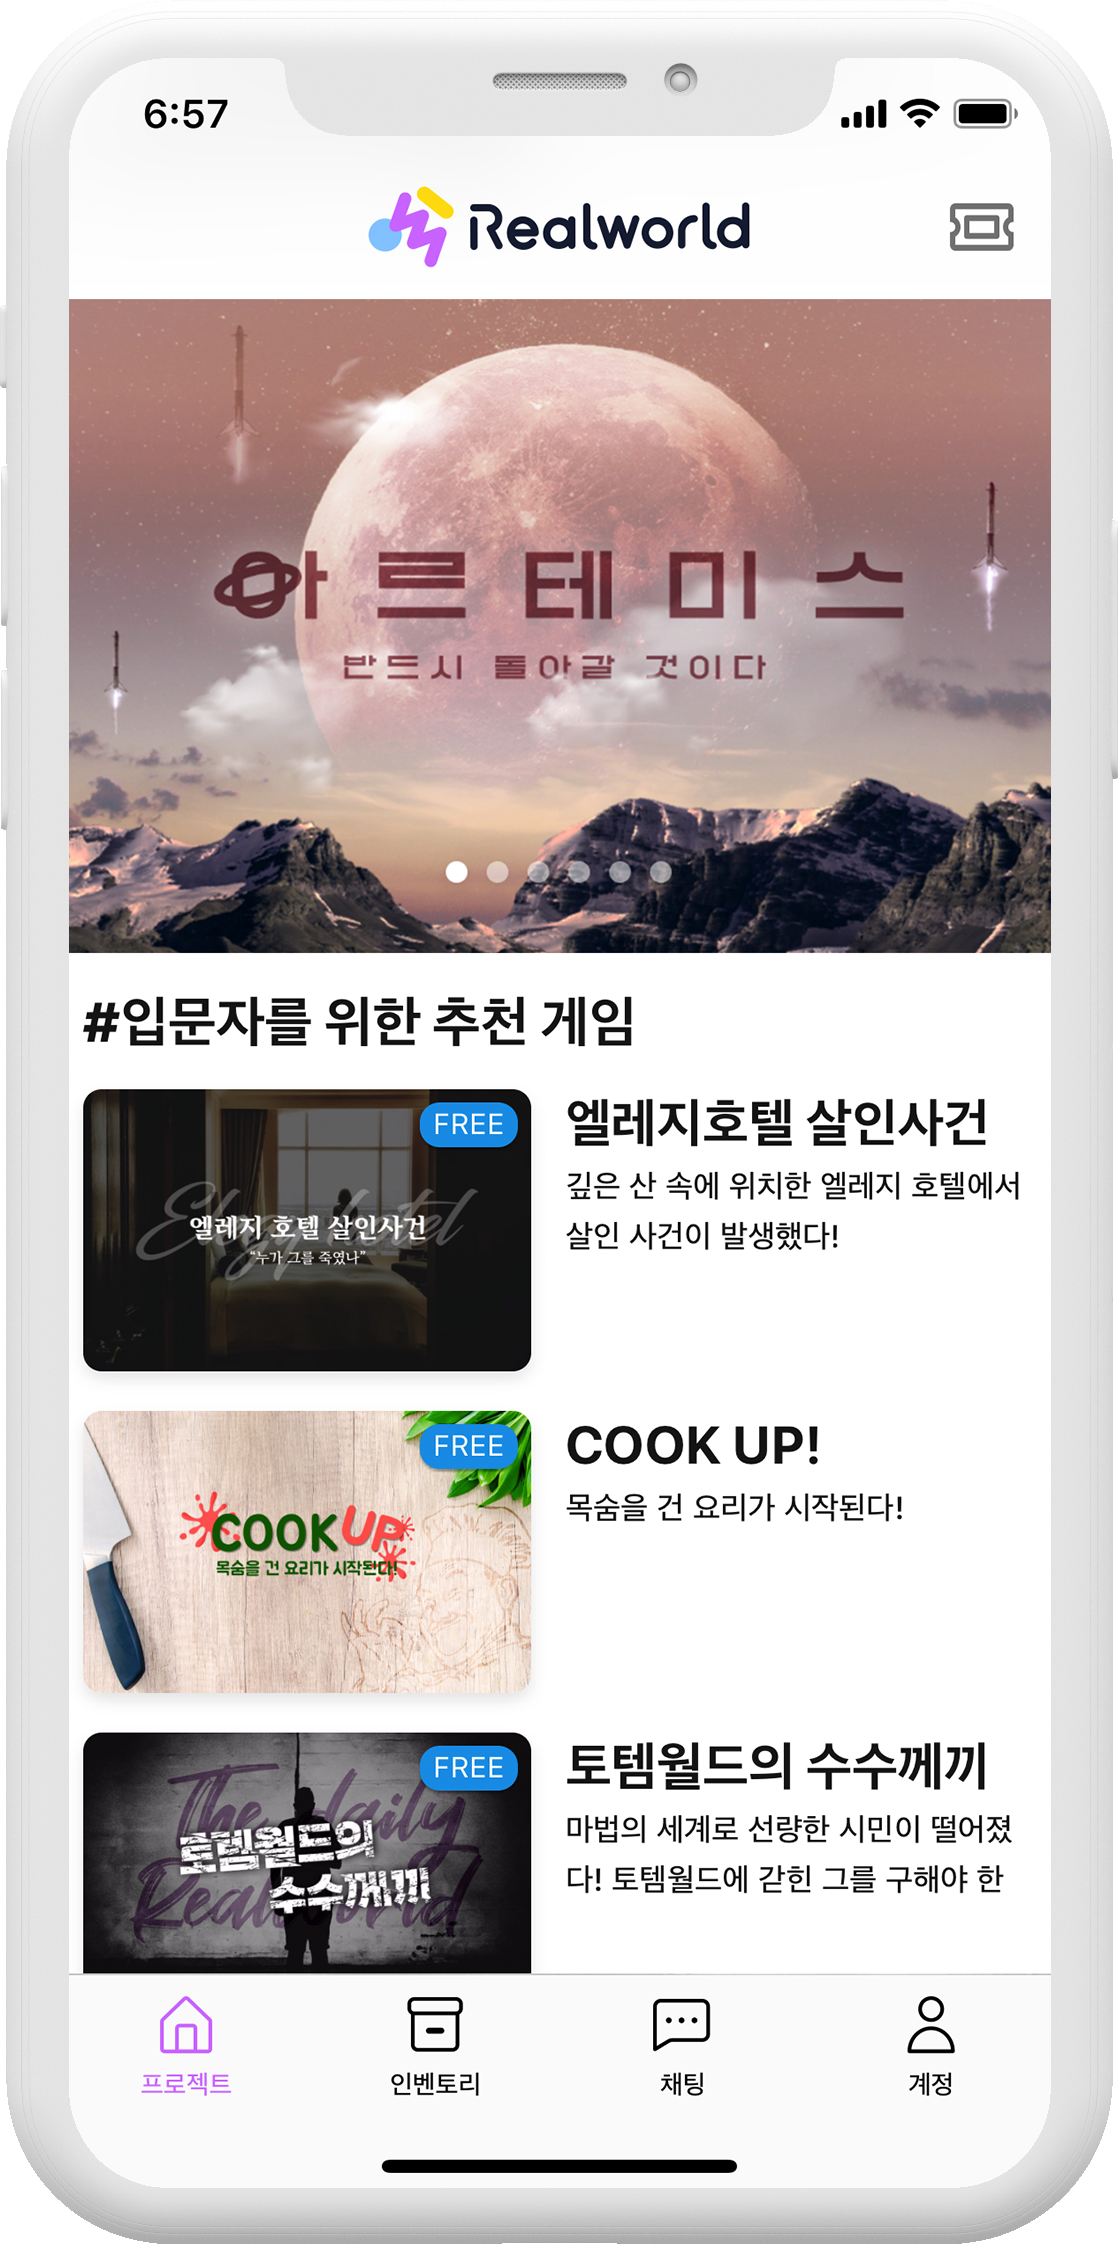 6:57
Realworld
아르테미스
반드시 돌아갈 것이다
#입문자를 위한 추천 게임
FREE
Elegy hotel
엘레지 호텔 살인사건
“누가 그를 죽였나”
엘레지호텔 살인사건
깊은 산 속에 위치한 엘레지 호텔에서
살인 사건이 발생했다!
FREE
COOK UP
목숨을 건 요리가 시작된다!
COOK UP!
목숨을 건 요리가 시작된다!
FREE
The daily
Realworld
토템월드의
수수께끼
토템월드의 수수께끼
마법의 세계로 선량한 시민이 떨어졌
다! 토템월드에 갇힌 그를 구해야 한
프로젝트
인벤토리
채팅
계정